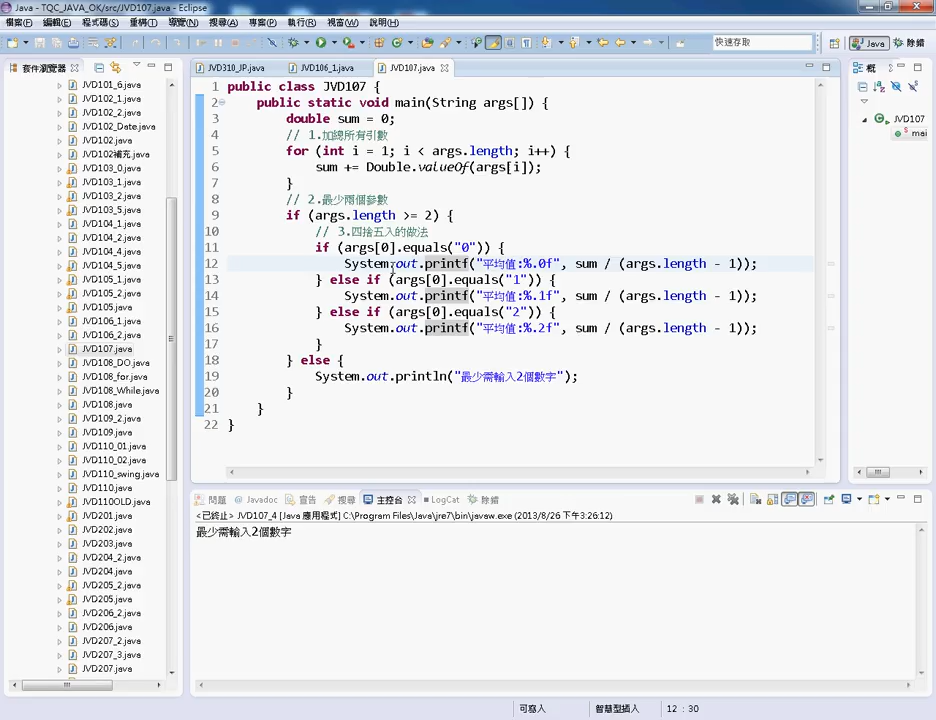 Java - TQC_JAVA_OK/src/JVD107.java - Eclipse
檔案(F) 編輯(E) 程式碼(S) 重構(T) 導覽(N) 搜尋(A) 專案(P) 執行(R) 視窗(W) 說明(H)
快速存取 Java 除錯
套件瀏覽器
JVD101_6.java
JVD102_1.java
JVD102_2.java
JVD102_Date.java
JVD102.java
JVD102補充.java
JVD103_0.java
JVD103_1.java
JVD103_2.java
JVD103_5.java
JVD104_1.java
JVD104_4.java
JVD104_5.java
JVD105_1.java
JVD105_2.java
JVD105.java
JVD106_1.java
JVD106_2.java
JVD107.java
JVD108_DO.java
JVD108_for.java
JVD108_While.java
JVD108.java
JVD109_2.java
JVD109.java
JVD110_01.java
JVD110_02.java
JVD110_swing.java
JVD110.java
JVD110OLD.java
JVD201.java
JVD202.java
JVD203.java
JVD204_2.java
JVD204.java
JVD205_2.java
JVD205.java
JVD206_2.java
JVD206.java
JVD207_2.java
JVD207_3.java
JVD207.java
JVD310_JP.java JVD106_1.java JVD107.java
1 public class JVD107 {
2 public static void main(String args[]) {
3 double sum = 0;
4 // 1.加總所有引數
5 for (int i = 1; i < args.length; i++) {
6 sum += Double.valueOf(args[i]);
7 }
8 // 2.最少兩個參數
9 if (args.length >= 2) {
10 // 3.四捨五入的做法
11 if (args[0].equals("0")) {
12 System.out.printf("平均值:%.0f", sum / (args.length - 1));
13 } else if (args[0].equals("1")) {
14 System.out.printf("平均值:%.1f", sum / (args.length - 1));
15 } else if (args[0].equals("2")) {
16 System.out.printf("平均值:%.2f", sum / (args.length - 1));
17 }
18 } else {
19 System.out.println("最少需輸入2個數字");
20 }
21 }
22 }
概
JVD107
mai
問題 @ Javadoc 宣告 搜尋 主控台 LogCat 除錯
<已終止> JVD107_4 [Java 應用程式] C:\Program Files\Java\jre7\bin\javaw.exe (2013/8/26 下午3:26:12)
最少需輸入2個數字
可寫入 智慧型插入 12 : 30